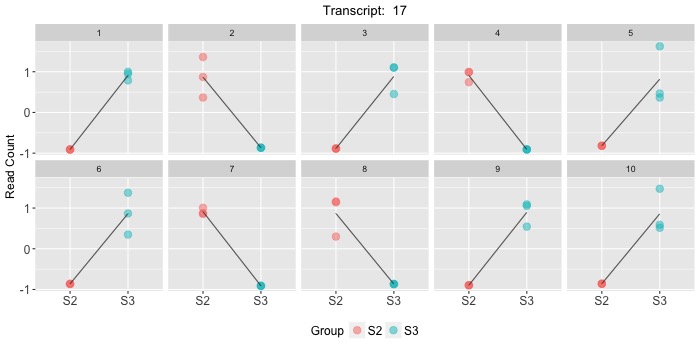 Transcript: 17
1 2 3 4 5
1
0
-1
6 7 8 9 10
1
0
-1
Read Count
S2 S3 S2 S3 S2 S3 S2 S3 S2 S3
Group S2 S3